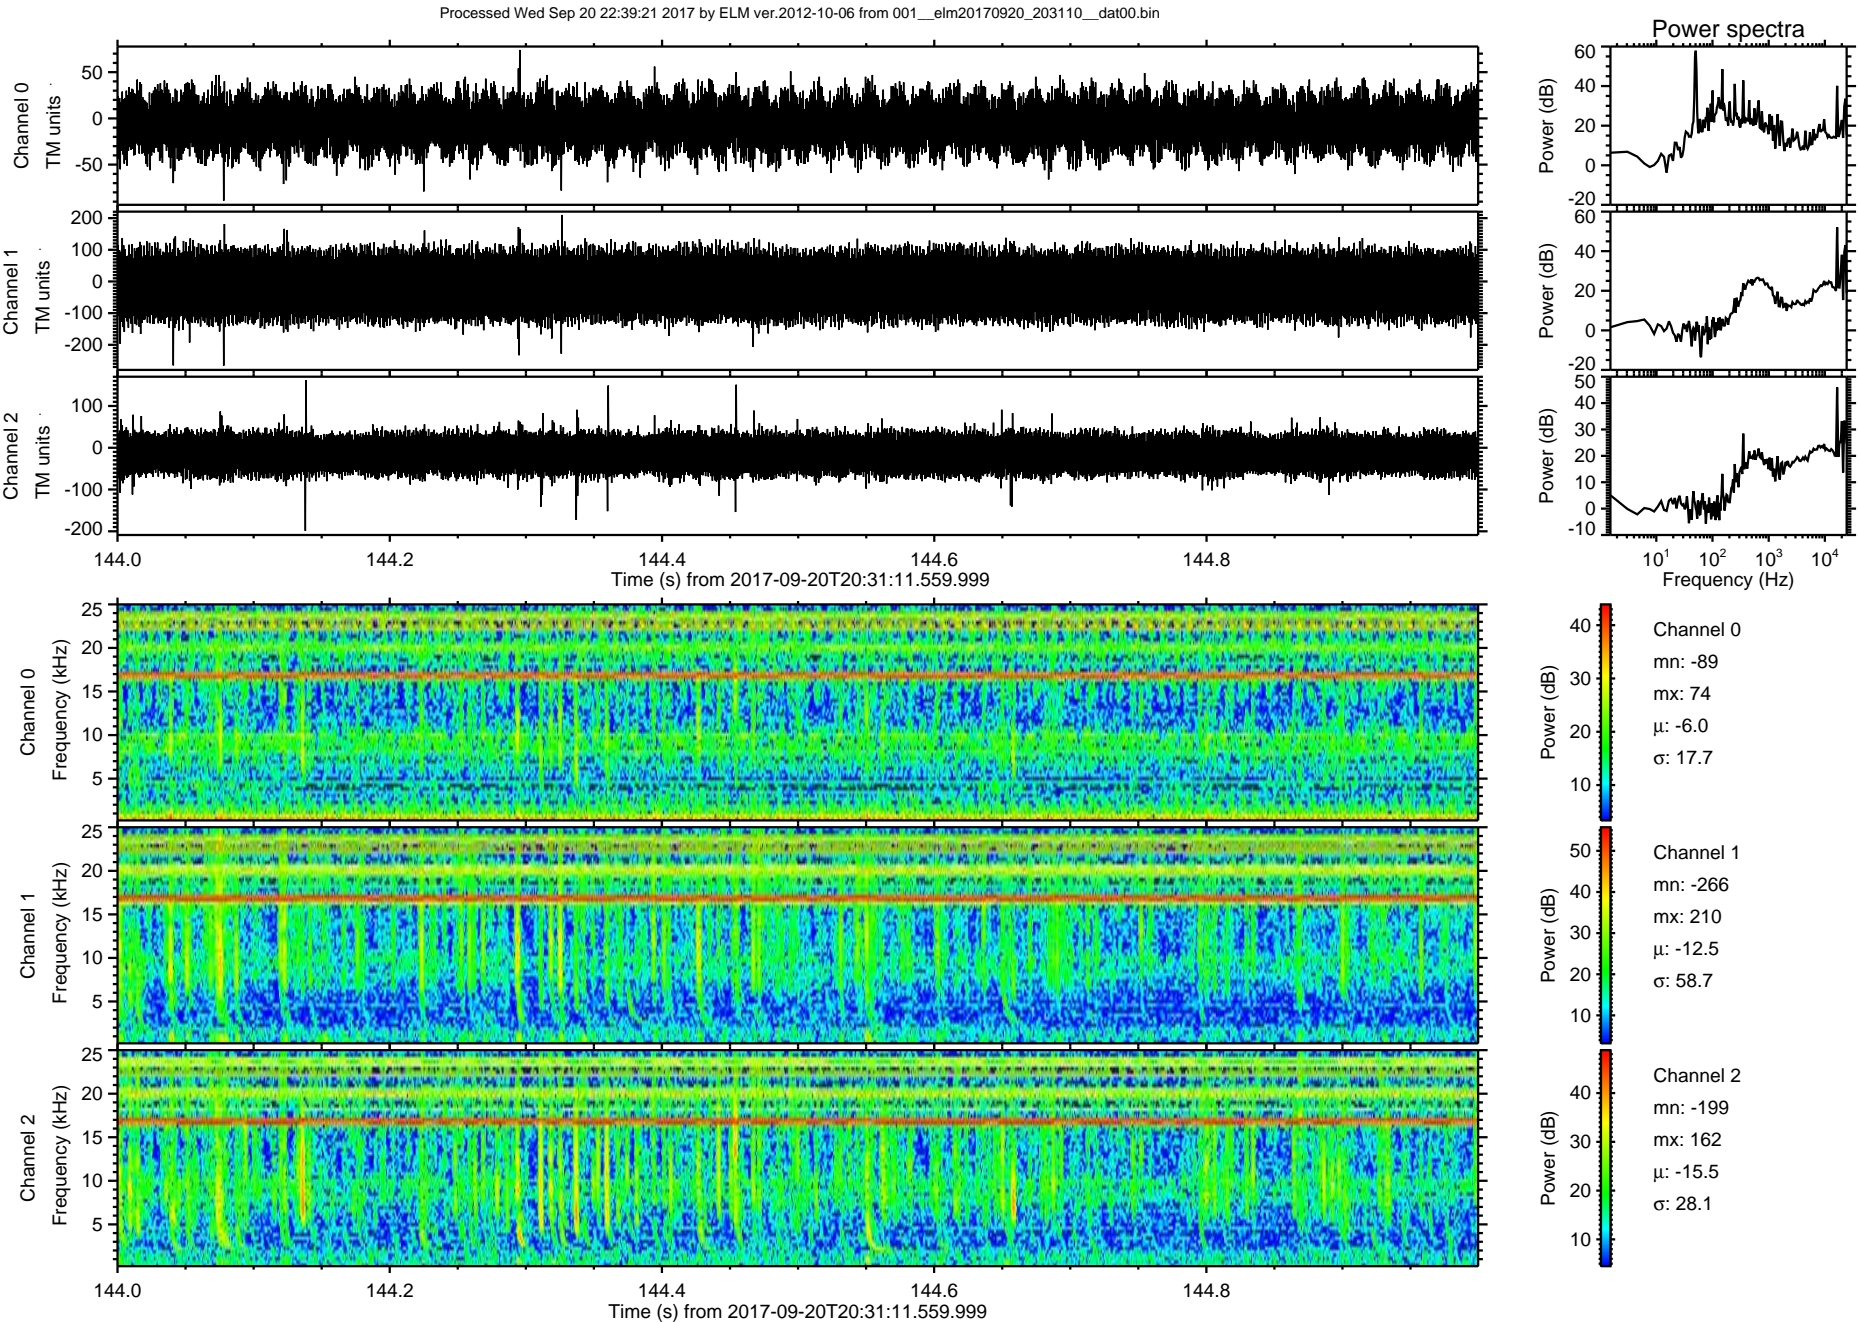 Processed Wed Sep 20 22:39:21 2017 by ELM ver.2012-10-06 from 001__elm20170920_203110__dat00.bin
Power spectra
Channel 0
TM units
50
0
-50
Power (dB)
60
40
20
0
-20
Channel 1
TM units
200
100
0
-100
-200
Power (dB)
60
40
20
0
-20
Channel 2
TM units
100
0
-100
-200
Power (dB)
50
40
30
20
10
0
-10
144.0 144.2 144.4 144.6 144.8
Time (s) from 2017-09-20T20:31:11.559.999
10^1 10^2 10^3 10^4
Frequency (Hz)
Channel 0
Frequency (kHz)
25
20
15
10
5
Power (dB)
40
30
20
10
Channel 0
mn: -89
mx: 74
μ: -6.0
σ: 17.7
Channel 1
Frequency (kHz)
25
20
15
10
5
Power (dB)
50
40
30
20
10
Channel 1
mn: -266
mx: 210
μ: -12.5
σ: 58.7
Channel 2
Frequency (kHz)
25
20
15
10
5
Power (dB)
40
30
20
10
Channel 2
mn: -199
mx: 162
μ: -15.5
σ: 28.1
144.0 144.2 144.4 144.6 144.8
Time (s) from 2017-09-20T20:31:11.559.999